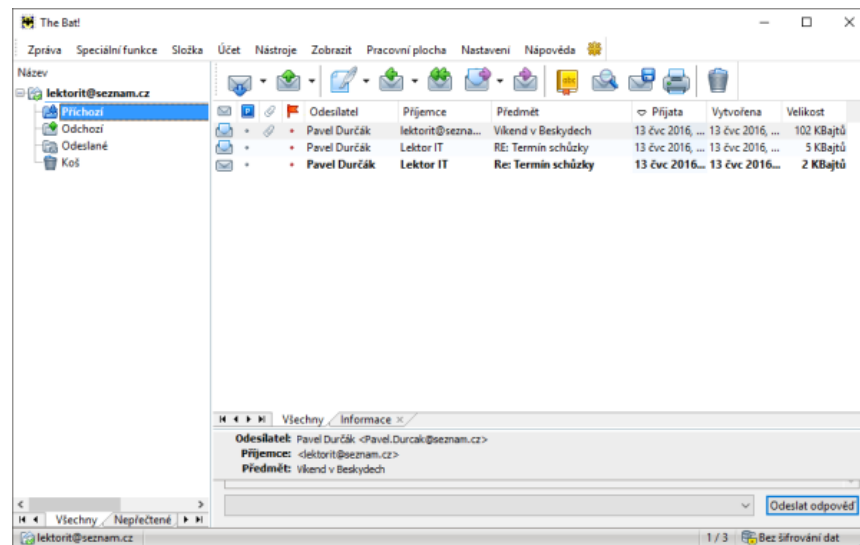 The Bat!
Zpráva Speciální funkce Složka Účet Nástroje Zobrazit Pracovní plocha Nastavení Nápověda
Název
lektorit@seznam.cz
Příchozí
Odchozí
Odeslané
Koš
Odesílatel Příjemce Předmět Přijata Vytvořena Velikost
Pavel Durčák lektorit@sezna... Víkend v Beskydech 13 čvc 2016, ... 13 čvc 2016, ... 102 KBajtů
Pavel Durčák Lektor IT RE: Termín schůzky 13 čvc 2016, ... 13 čvc 2016, ... 5 KBajtů
Pavel Durčák Lektor IT Re: Termín schůzky 13 čvc 2016... 13 čvc 2016... 2 KBajtů
Všechny Informace
Odesílatel: Pavel Durčák <Pavel.Durcak@seznam.cz>
Příjemce: <lektorit@seznam.cz>
Předmět: Víkend v Beskydech
Odeslat odpověď
Všechny Nepřečtené
lektorit@seznam.cz 1 / 3 Bez šifrování dat